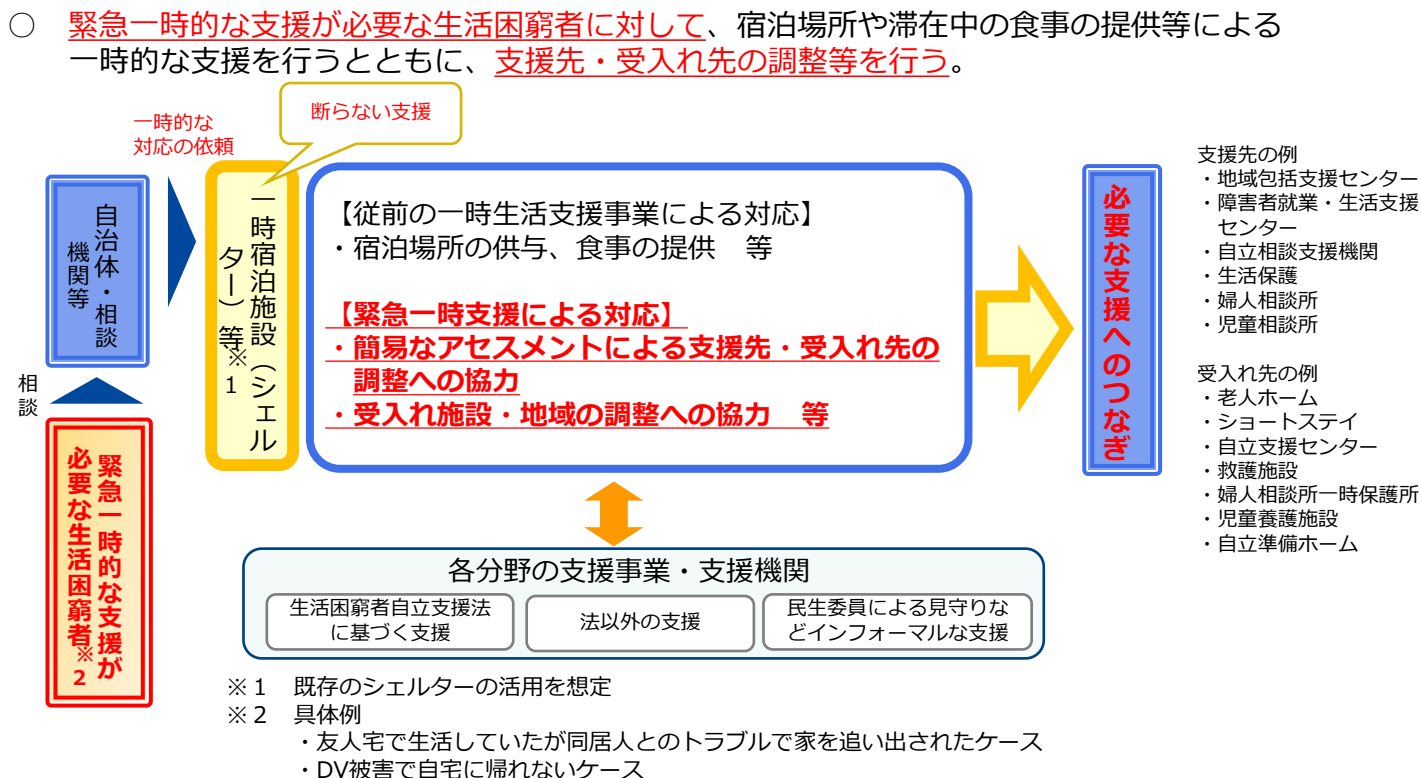 ○ 緊急一時的な支援が必要な生活困窮者に対して、宿泊場所や滞在中の食事の提供等による
一時的な支援を行うとともに、支援先・受入れ先の調整等を行う。
断らない支援
一時的な
対応の依頼
自治体・相談
機関等
相談
緊急一時的な支援が
必要な生活困窮者※2
一時宿泊施設（シェル
ター）等※1
【従前の一時生活支援事業による対応】
・宿泊場所の供与、食事の提供　等
【緊急一時支援による対応】
・簡易なアセスメントによる支援先・受入れ先の
調整への協力
・受入れ施設・地域の調整への協力　等
必要な支援へのつなぎ
支援先の例
・地域包括支援センター
・障害者就業・生活支援
センター
・自立相談支援機関
・生活保護
・婦人相談所
・児童相談所
受入れ先の例
・老人ホーム
・ショートステイ
・自立支援センター
・救護施設
・婦人相談所一時保護所
・児童養護施設
・自立準備ホーム
各分野の支援事業・支援機関
生活困窮者自立支援法
に基づく支援
法以外の支援
民生委員による見守りな
どインフォーマルな支援
※１　既存のシェルターの活用を想定
※２　具体例
・友人宅で生活していたが同居人とのトラブルで家を追い出されたケース
・DV被害で自宅に帰れないケース